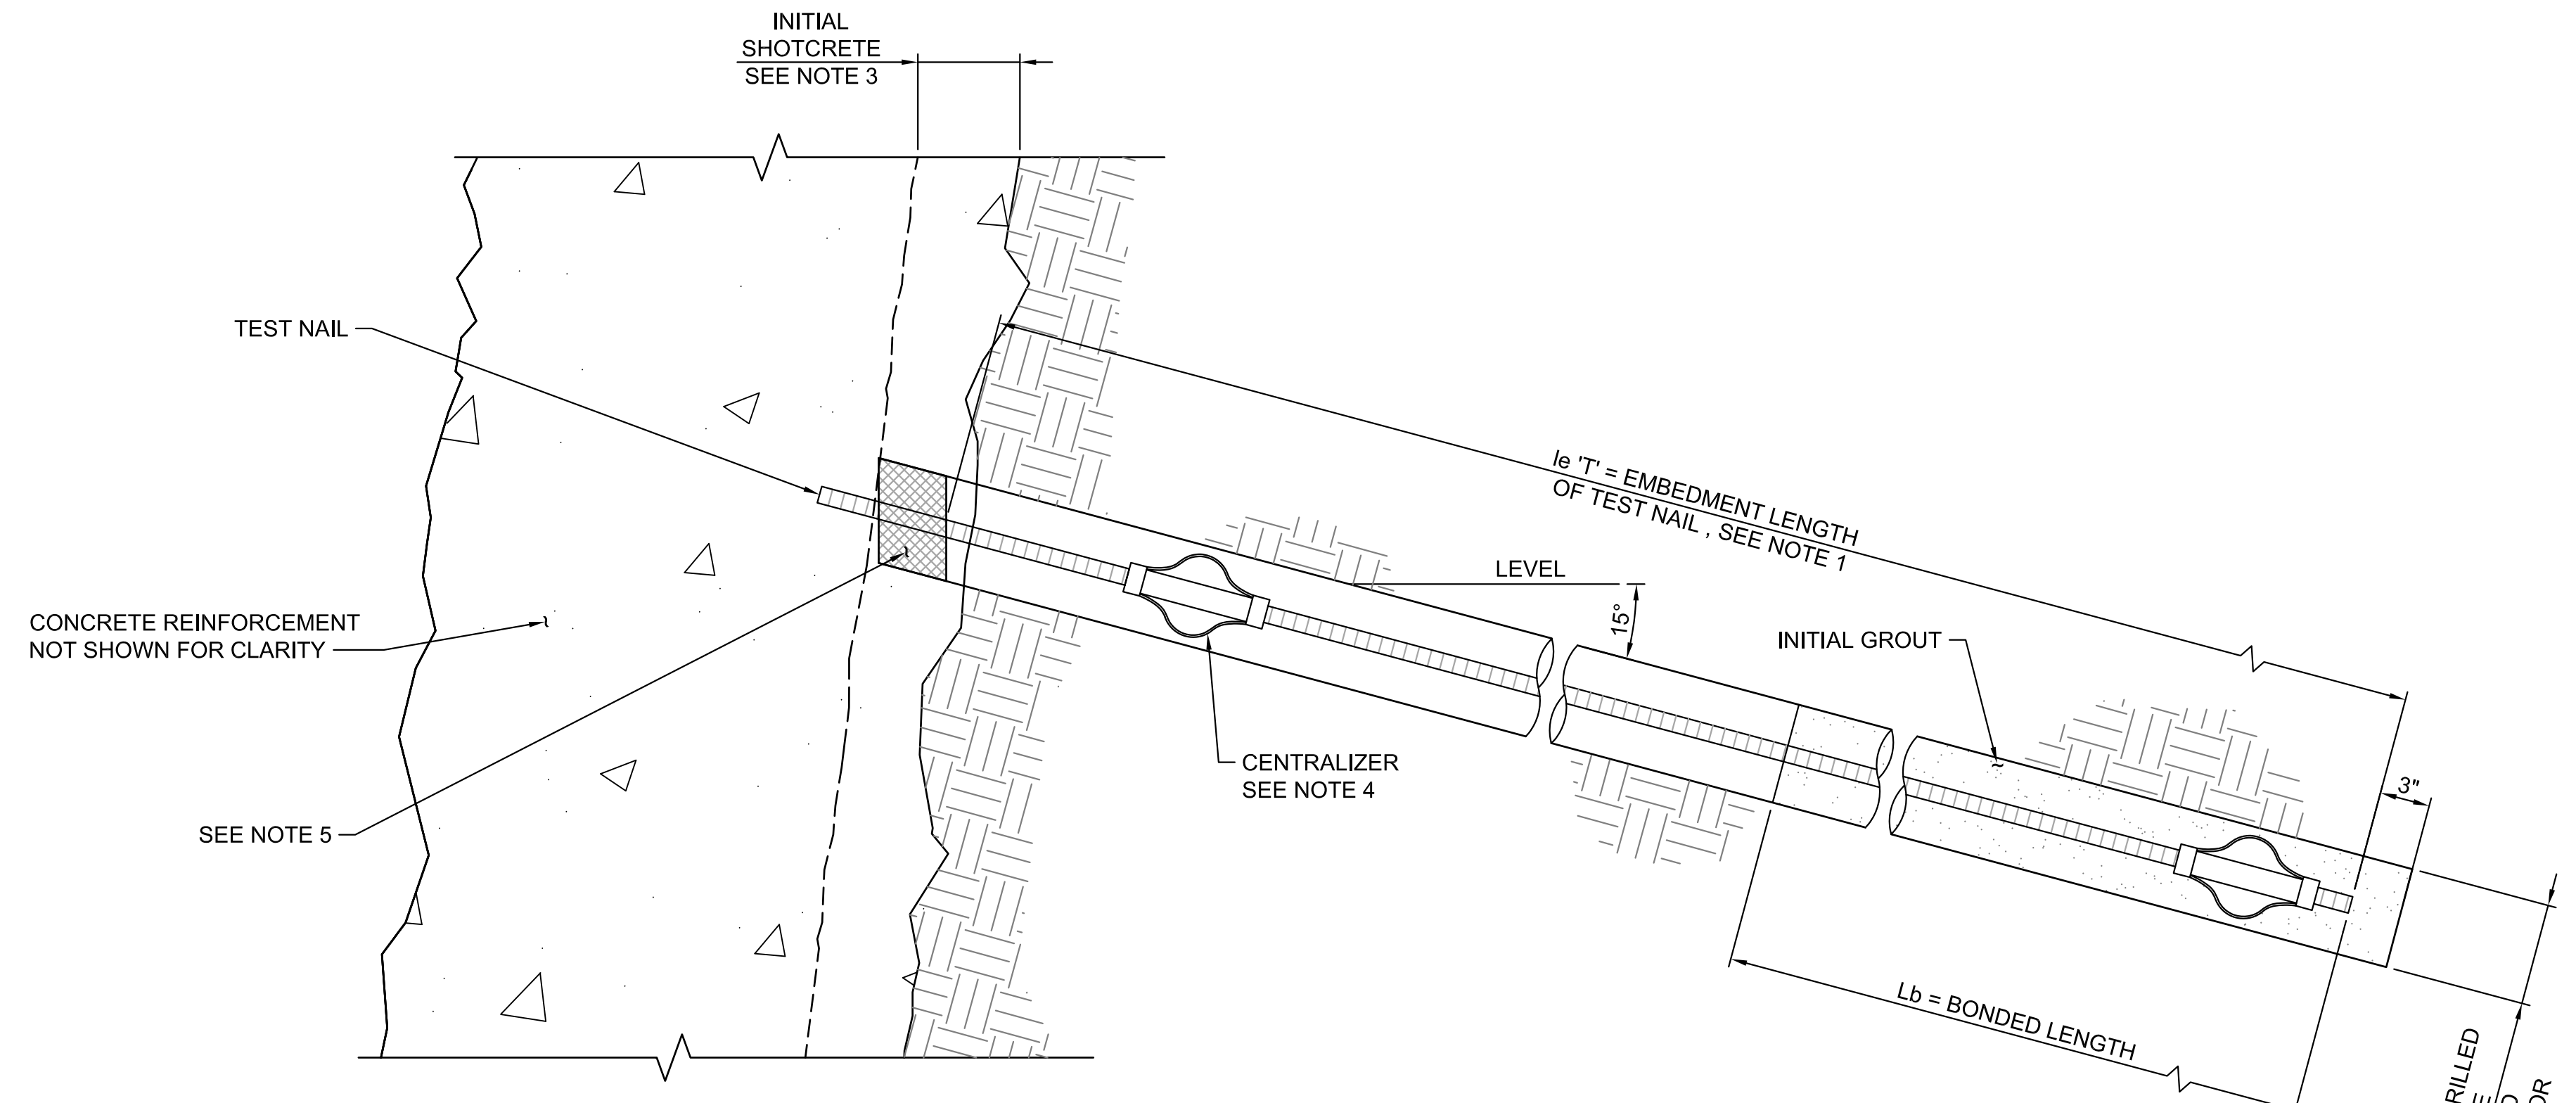 INITIAL
SHOTCRETE
SEE NOTE 3
TEST NAIL
le 'T' = EMBEDMENT LENGTH
OF TEST NAIL , SEE NOTE 1
LEVEL
15°
CONCRETE REINFORCEMENT
NOT SHOWN FOR CLARITY
INITIAL GROUT
CENTRALIZER
SEE NOTE 4
3"
SEE NOTE 5
Lb = BONDED LENGTH